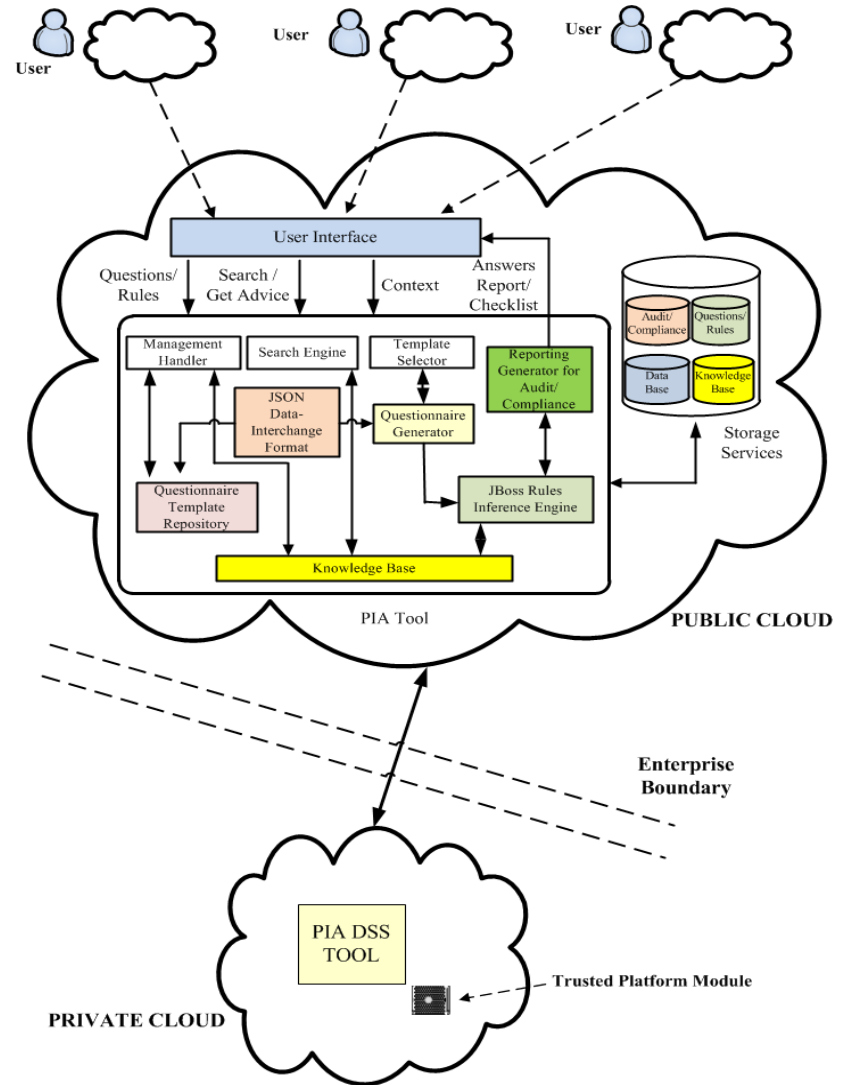 User
User
User
User Interface
Questions/
Rules
Search /
Get Advice
Context
Answers
Report/
Checklist
Management
Handler
Search Engine
Template
Selector
Reporting
Generator for
Audit/
Compliance
JSON
Data-
Interchange
Format
Questionnaire
Generator
Questionnaire
Template
Repository
JBoss Rules
Inference Engine
Knowledge Base
PIA Tool
Audit/
Compliance
Questions/
Rules
Data
Base
Knowledge
Base
Storage
Services
PUBLIC CLOUD
Enterprise
Boundary
PIA DSS
TOOL
Trusted Platform Module
PRIVATE CLOUD